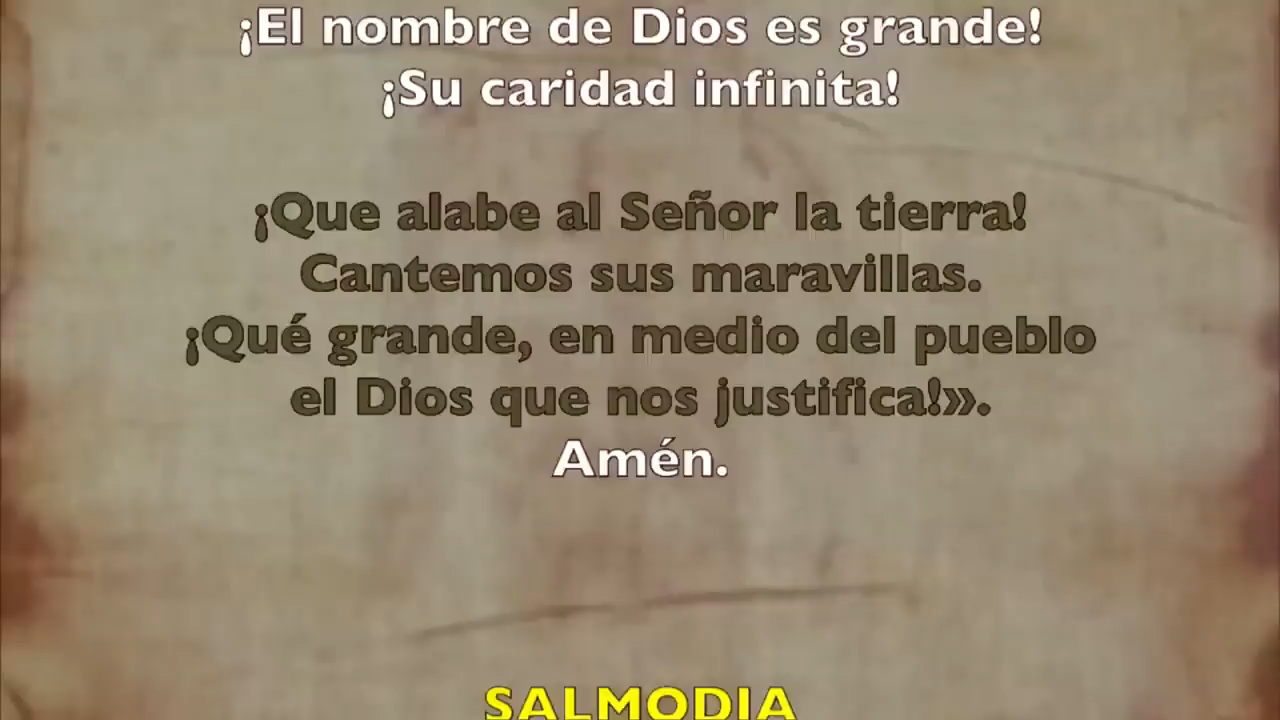 ¡El nombre de Dios es grande!
¡Su caridad infinita!
¡Que alabe al Señor la tierra!
Cantemos sus maravillas.
¡Qué grande, en medio del pueblo
el Dios que nos justifica!».
Amén.
SALMODIA